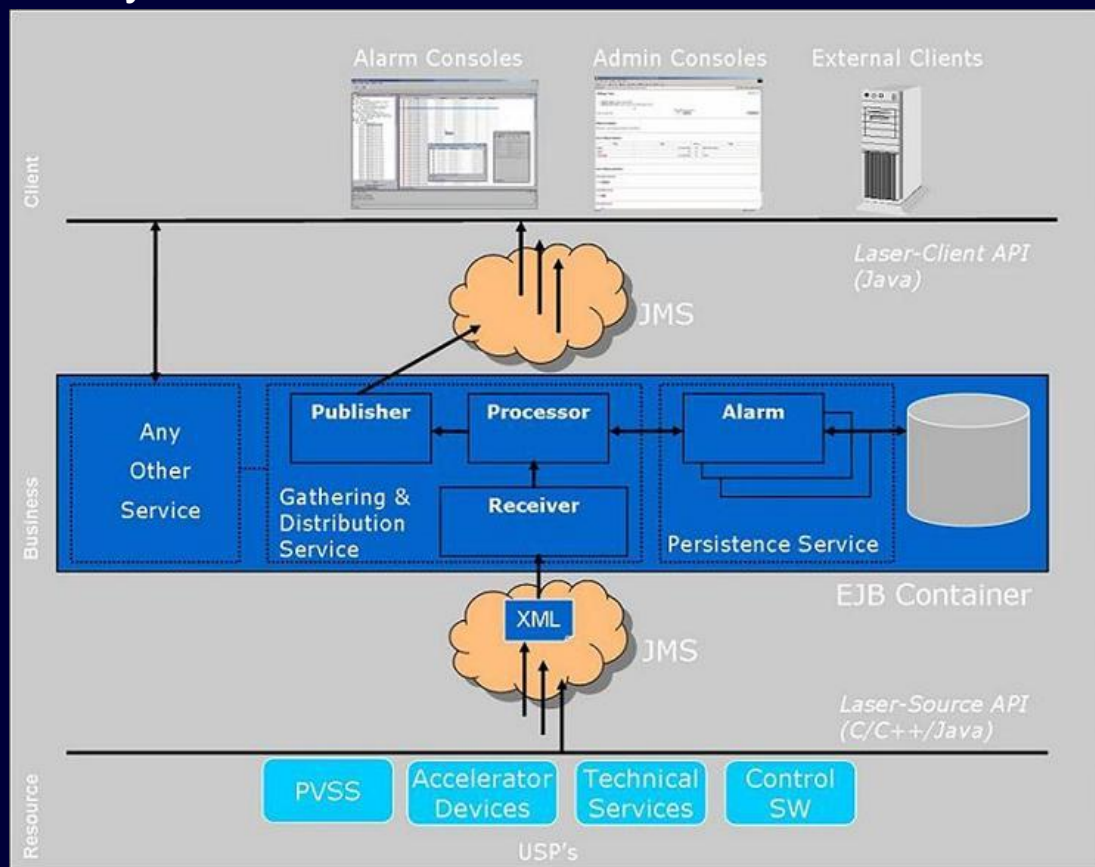 Alarm Consoles
Admin Consoles
External Clients
Client
Laser-Client API
(Java)
JMS
Business
Any
Other
Service
Publisher
Processor
Alarm
Gathering &
Distribution
Service
Receiver
Persistence Service
EJB Container
XML
JMS
Laser-Source API
(C/C++/Java)
Resource
PVSS
Accelerator
Devices
Technical
Services
Control
SW
USP's